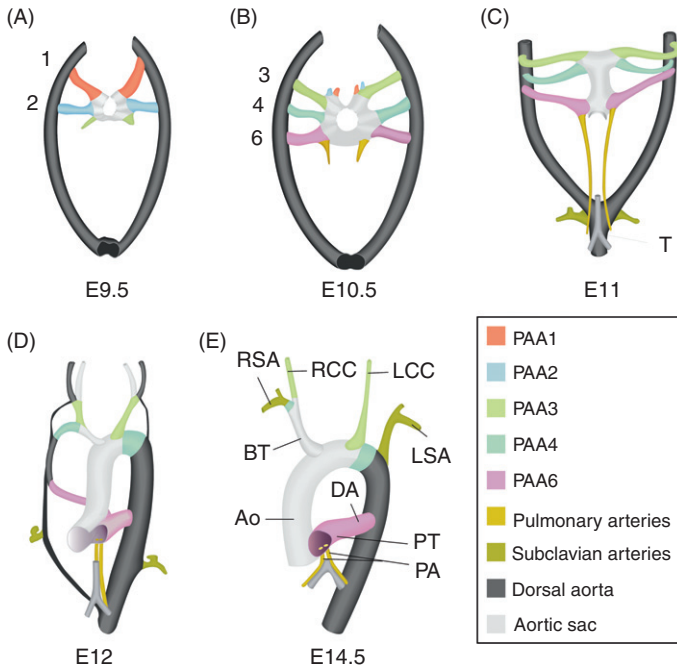 (A)
1
2
E9.5
(B)
3
4
6
E10.5
(C)
T
E11
(D)
E12
(E)
RSA
RCC
LCC
BT
LSA
Ao
DA
PT
PA
E14.5
PAA1
PAA2
PAA3
PAA4
PAA6
Pulmonary arteries
Subclavian arteries
Dorsal aorta
Aortic sac